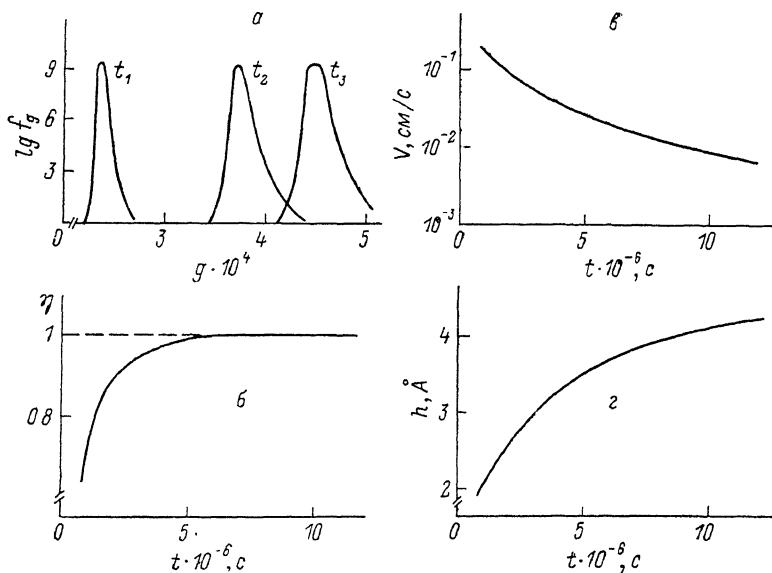 а
lg f_g
9
6
3
0
3
4
5
t₁
t₂
t₃
g · 10⁴
в
V, см/с
10⁻¹
10⁻²
10⁻³
0
5
10
t · 10⁻⁶, с
η
1
0,8
б
0
5
10
t · 10⁻⁶, с
h, Å
4
3
2
г
0
5
10
t · 10⁻⁶, с